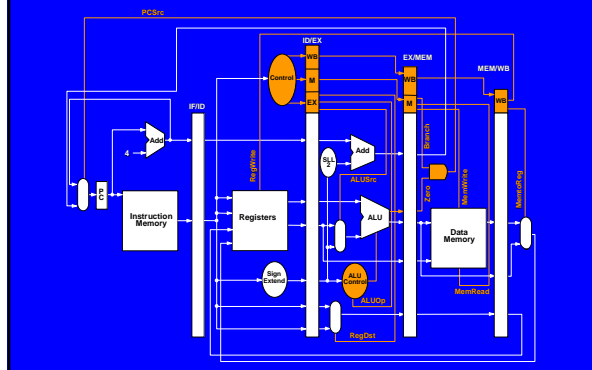 PCSrc
ID/EX
EX/MEM
MEM/WB
WB
Control
M
EX
WB
M
WB
IF/ID
Add
4
P
C
Instruction
Memory
RegWrite
Registers
Sign
Extend
SLL
2
Add
ALUSrc
ALU
ALU
Control
ALUOp
RegDst
Branch
Zero
MemWrite
Data
Memory
MemRead
MemtoReg